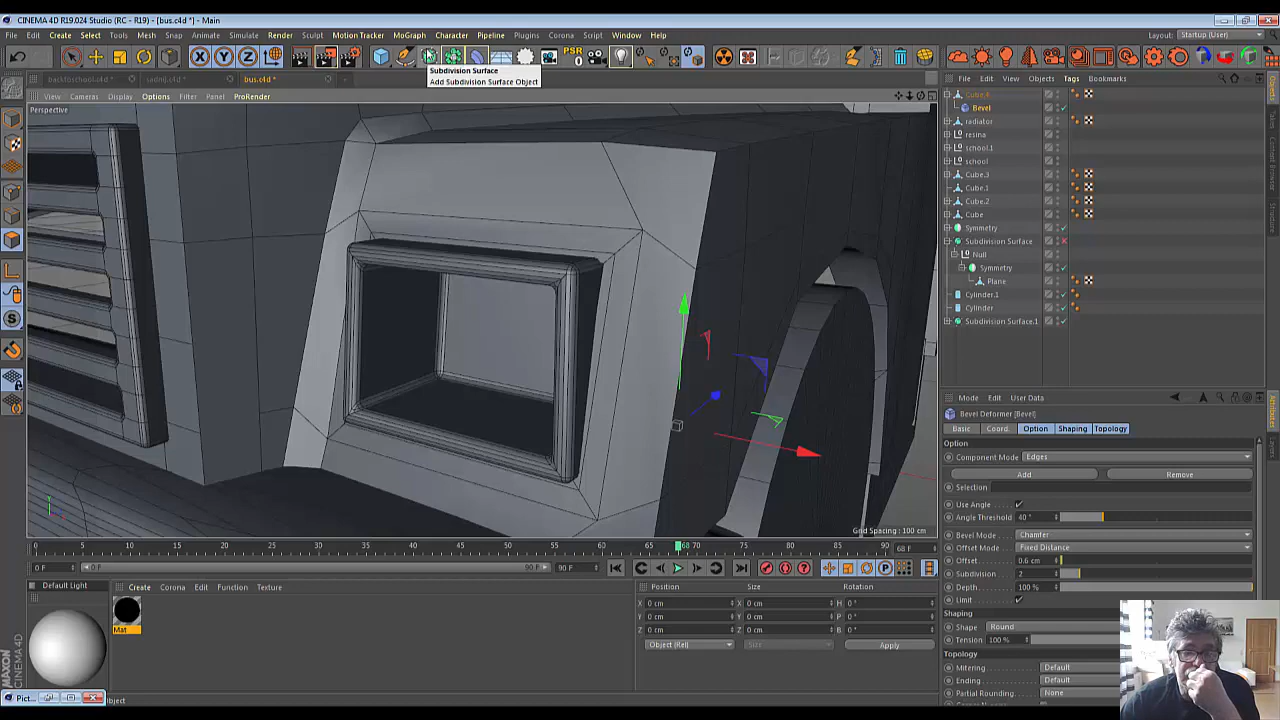 CINEMA 4D R19.024 Studio (RC - R19) - [bus.c4d *] - Main
File Edit Create Select Tools Mesh Snap Animate Simulate Render Sculpt Motion Tracker MoGraph Character Pipeline Plugins Script Window Help
Layout: Startup (User)
PSR
0
Subdivision Surface
Add Subdivision Surface Object
bus.c4d *
View Cameras Display Options Filter Panel ProRender
Perspective
Grid Spacing : 100 cm
File Edit View Objects Tags Bookmarks
Cube.4
Bevel
radiator
resina
school.1
school
Cube.3
Cube.1
Cube.2
Cube
Symmetry
Subdivision Surface
Null
Symmetry
Plane
Cylinder.1
Cylinder
Subdivision Surface.1
Mode Edit User Data
Bevel Deformer [Bevel]
Basic Coord. Option Shaping Topology
Option
Component Mode Edges
Add Remove
Selection
Use Angle
Angle Threshold 40 °
Bevel Mode Chamfer
Offset Mode Fixed Distance
Offset 0.6 cm
Subdivision 2
Depth 100 %
Limit
Shaping
Shape Round
Tension 100 %
Topology
Mitering Default
Ending Default
Partial Rounding None
0 5 10 15 20 25 30 35 40 45 50 55 60 65 68 70 75 80 85 90 68 F
0 F 0 F 90 F 90 F
Default Light
Create Corona Edit Function Texture
Mat
Position Size Rotation
X 0 cm X 0 cm H 0 °
Y 0 cm Y 0 cm P 0 °
Z 0 cm Z 0 cm B 0 °
Object (Rel) Size Apply
MAXON
CINEMA 4D
Pict...